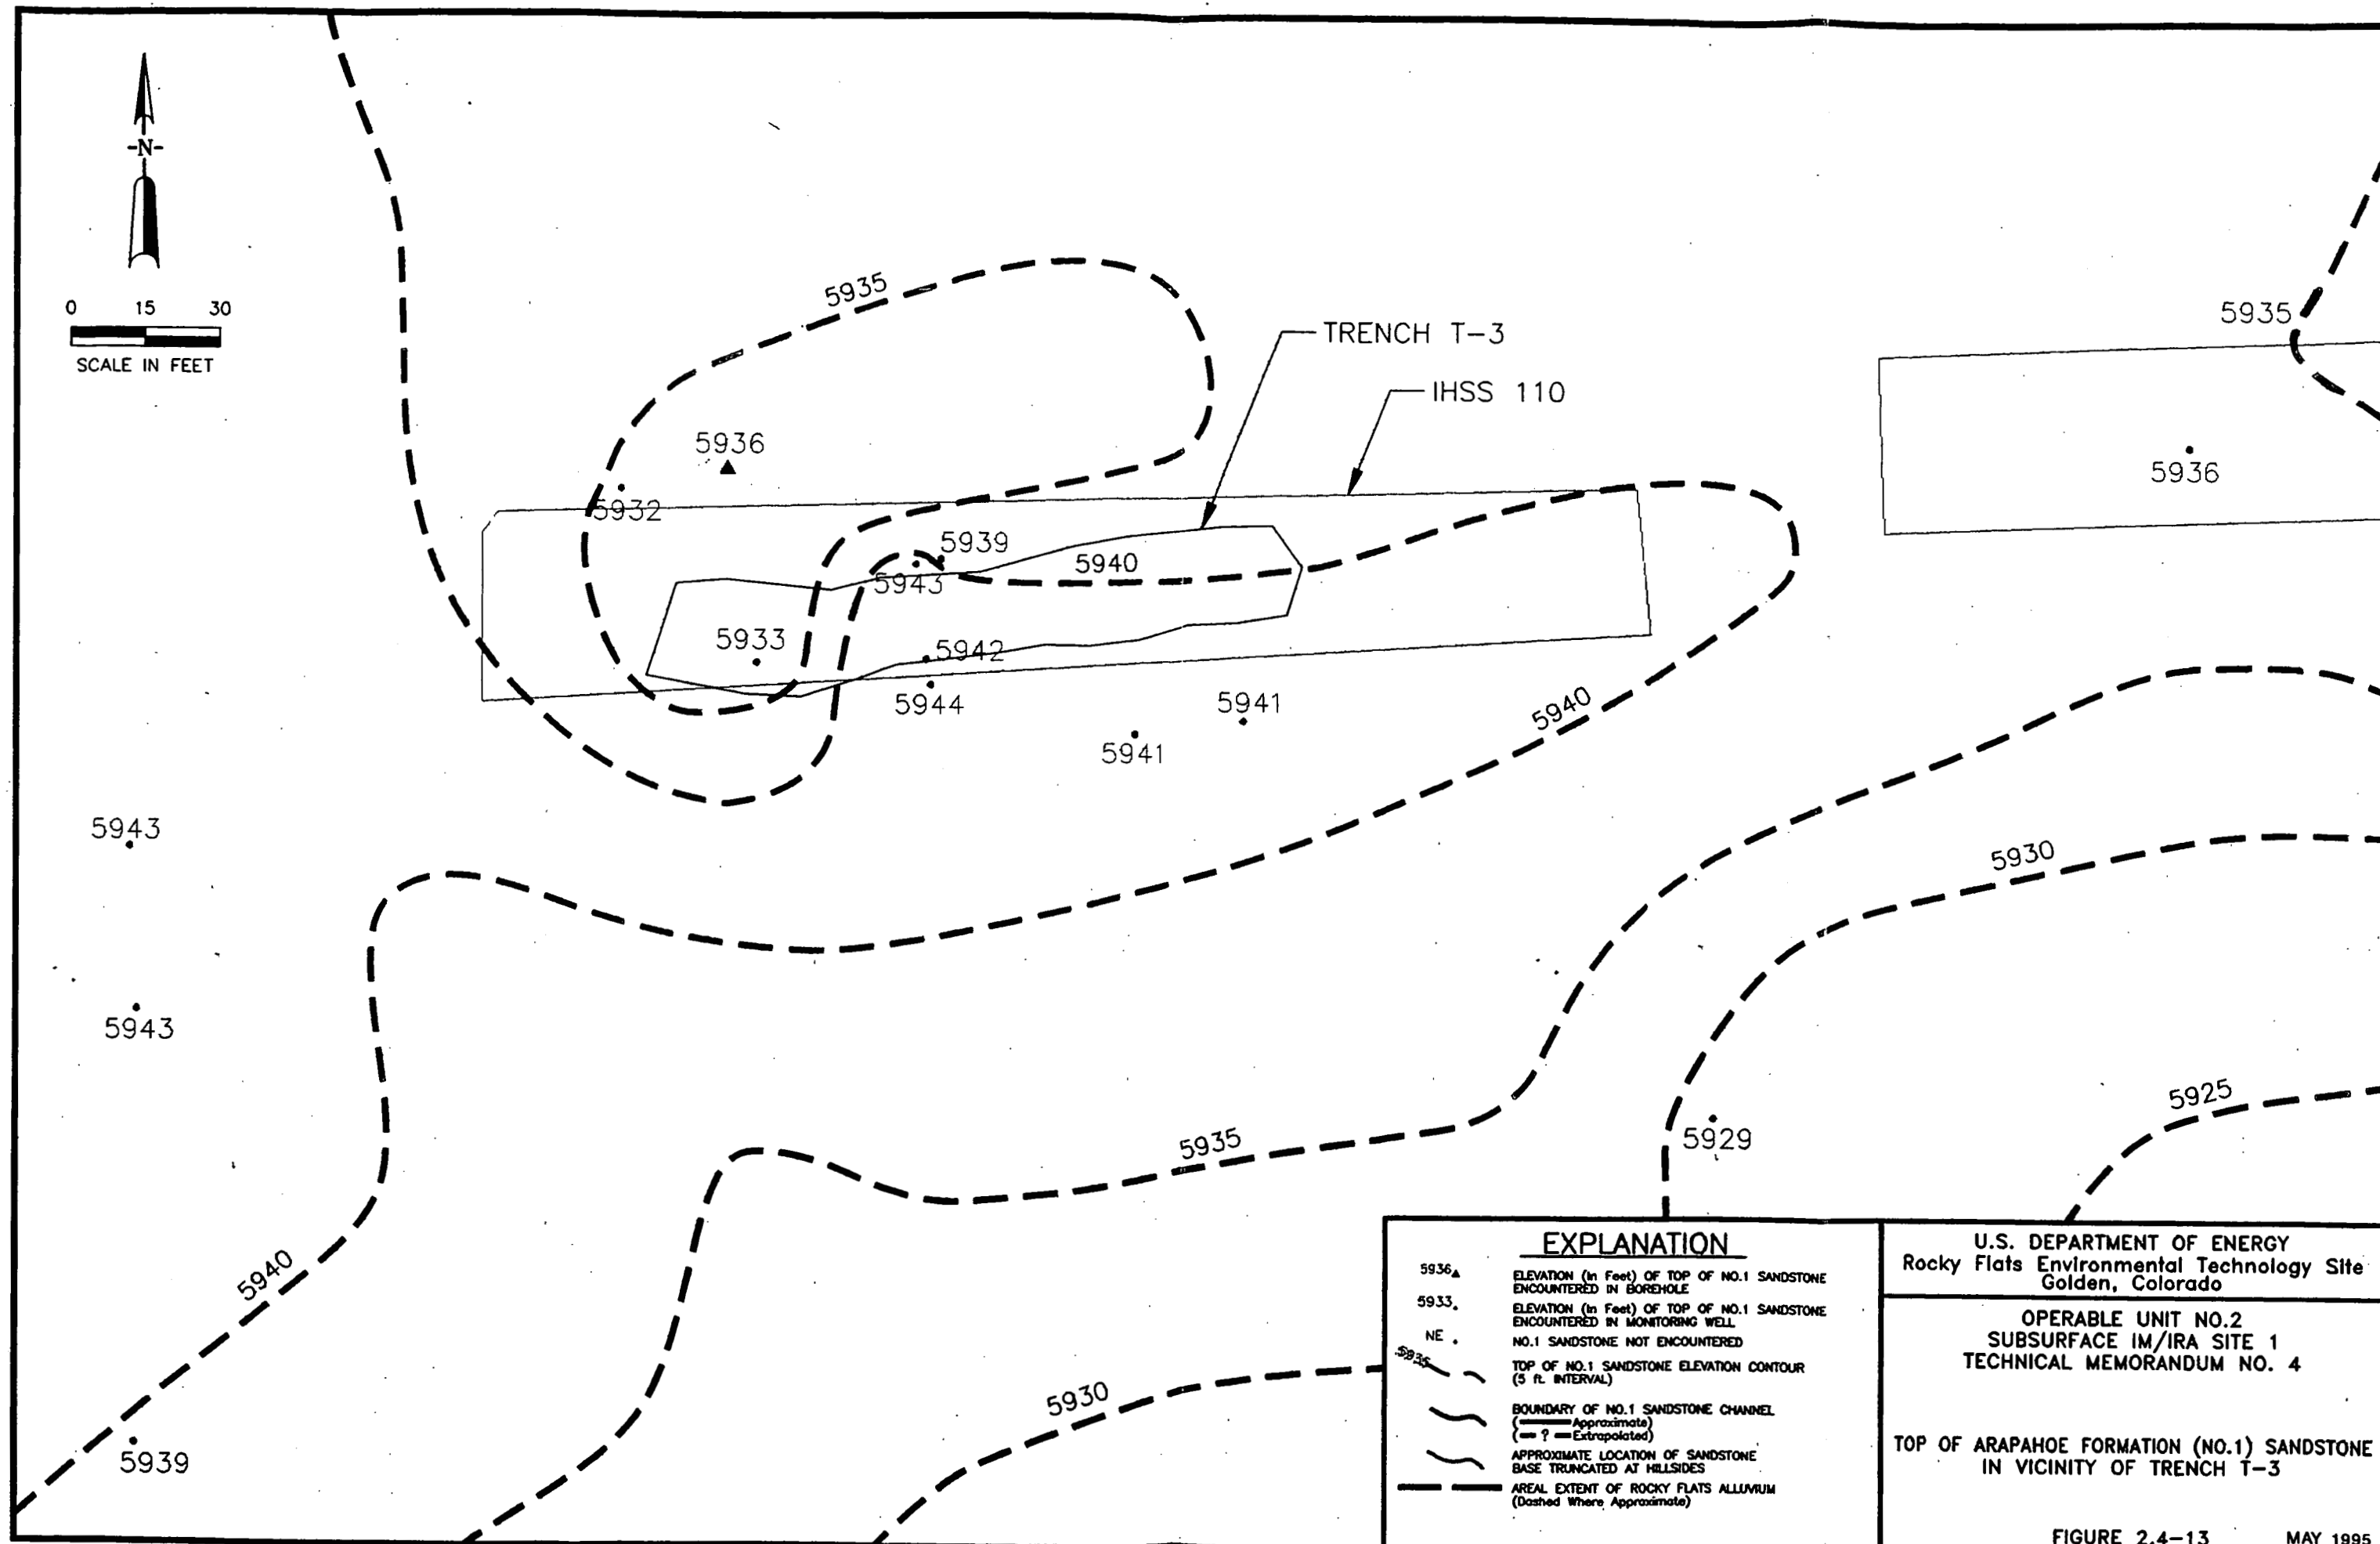 -N-
0 15 30
SCALE IN FEET
5935
TRENCH T-3
IHSS 110
5935
5936
5932
5936
5939
5940
5943
5933
5942
5944
5941
5941
5940
5943
5930
5943
5925
5929
5935
5940
5930
5939
EXPLANATION
5936 ELEVATION (In Feet) OF TOP OF NO.1 SANDSTONE
ENCOUNTERED IN BOREHOLE
5933 ELEVATION (In Feet) OF TOP OF NO.1 SANDSTONE
ENCOUNTERED IN MONITORING WELL
NE NO.1 SANDSTONE NOT ENCOUNTERED
5935 TOP OF NO.1 SANDSTONE ELEVATION CONTOUR
(5 ft. INTERVAL)
BOUNDARY OF NO.1 SANDSTONE CHANNEL
(Approximate)
(? Extrapolated)
APPROXIMATE LOCATION OF SANDSTONE
BASE TRUNCATED AT HILLSIDES
AREAL EXTENT OF ROCKY FLATS ALLUVIUM
(Dashed Where Approximate)
U.S. DEPARTMENT OF ENERGY
Rocky Flats Environmental Technology Site
Golden, Colorado
OPERABLE UNIT NO.2
SUBSURFACE IM/IRA SITE 1
TECHNICAL MEMORANDUM NO. 4
TOP OF ARAPAHOE FORMATION (NO.1) SANDSTONE
IN VICINITY OF TRENCH T-3
FIGURE 2.4-13 MAY 1995